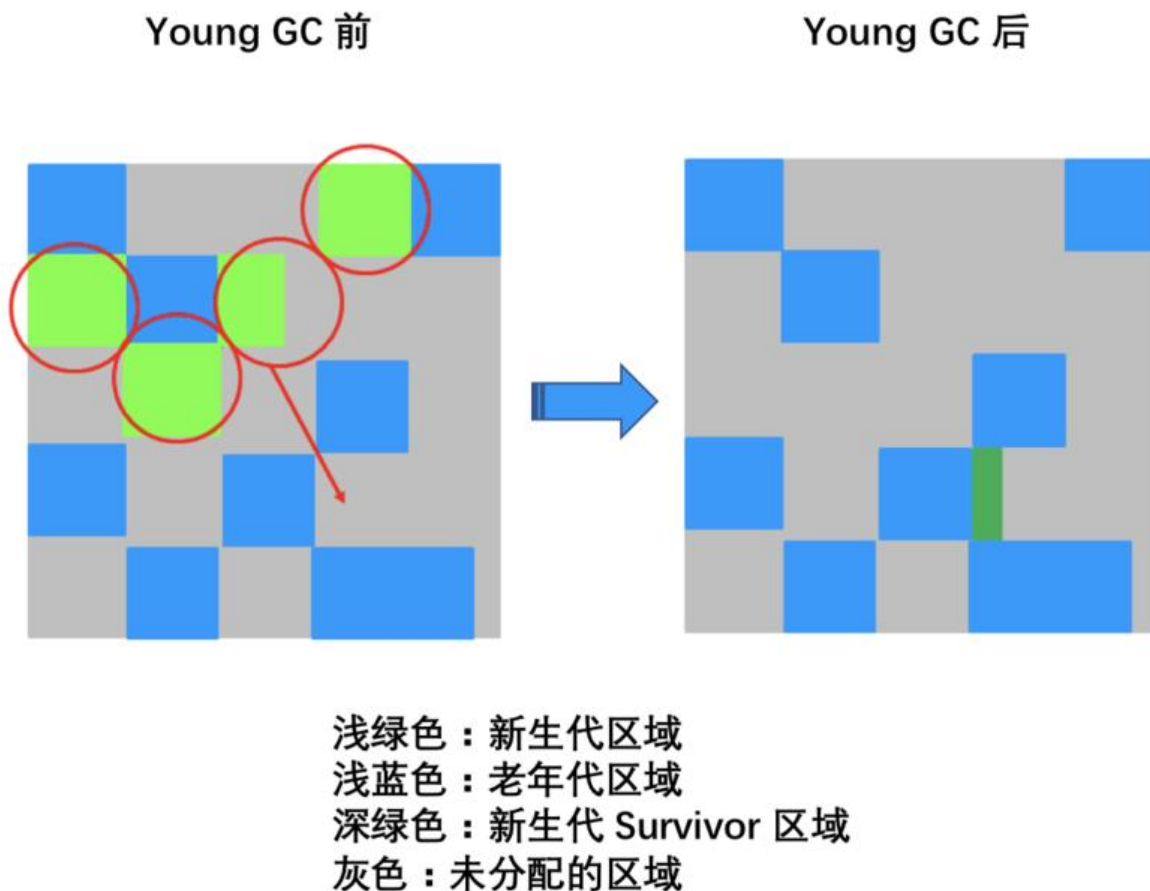 Young GC 前
Young GC 后
浅绿色：新生代区域
浅蓝色：老年代区域
深绿色：新生代 Survivor 区域
灰色：未分配的区域